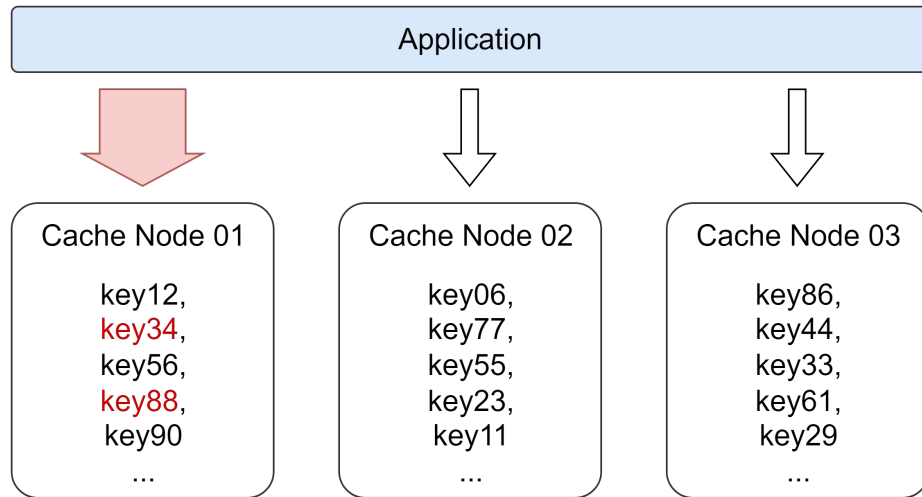 Application
Cache Node 01
key12,
key34,
key56,
key88,
key90
...
Cache Node 02
key06,
key77,
key55,
key23,
key11
...
Cache Node 03
key86,
key44,
key33,
key61,
key29
...